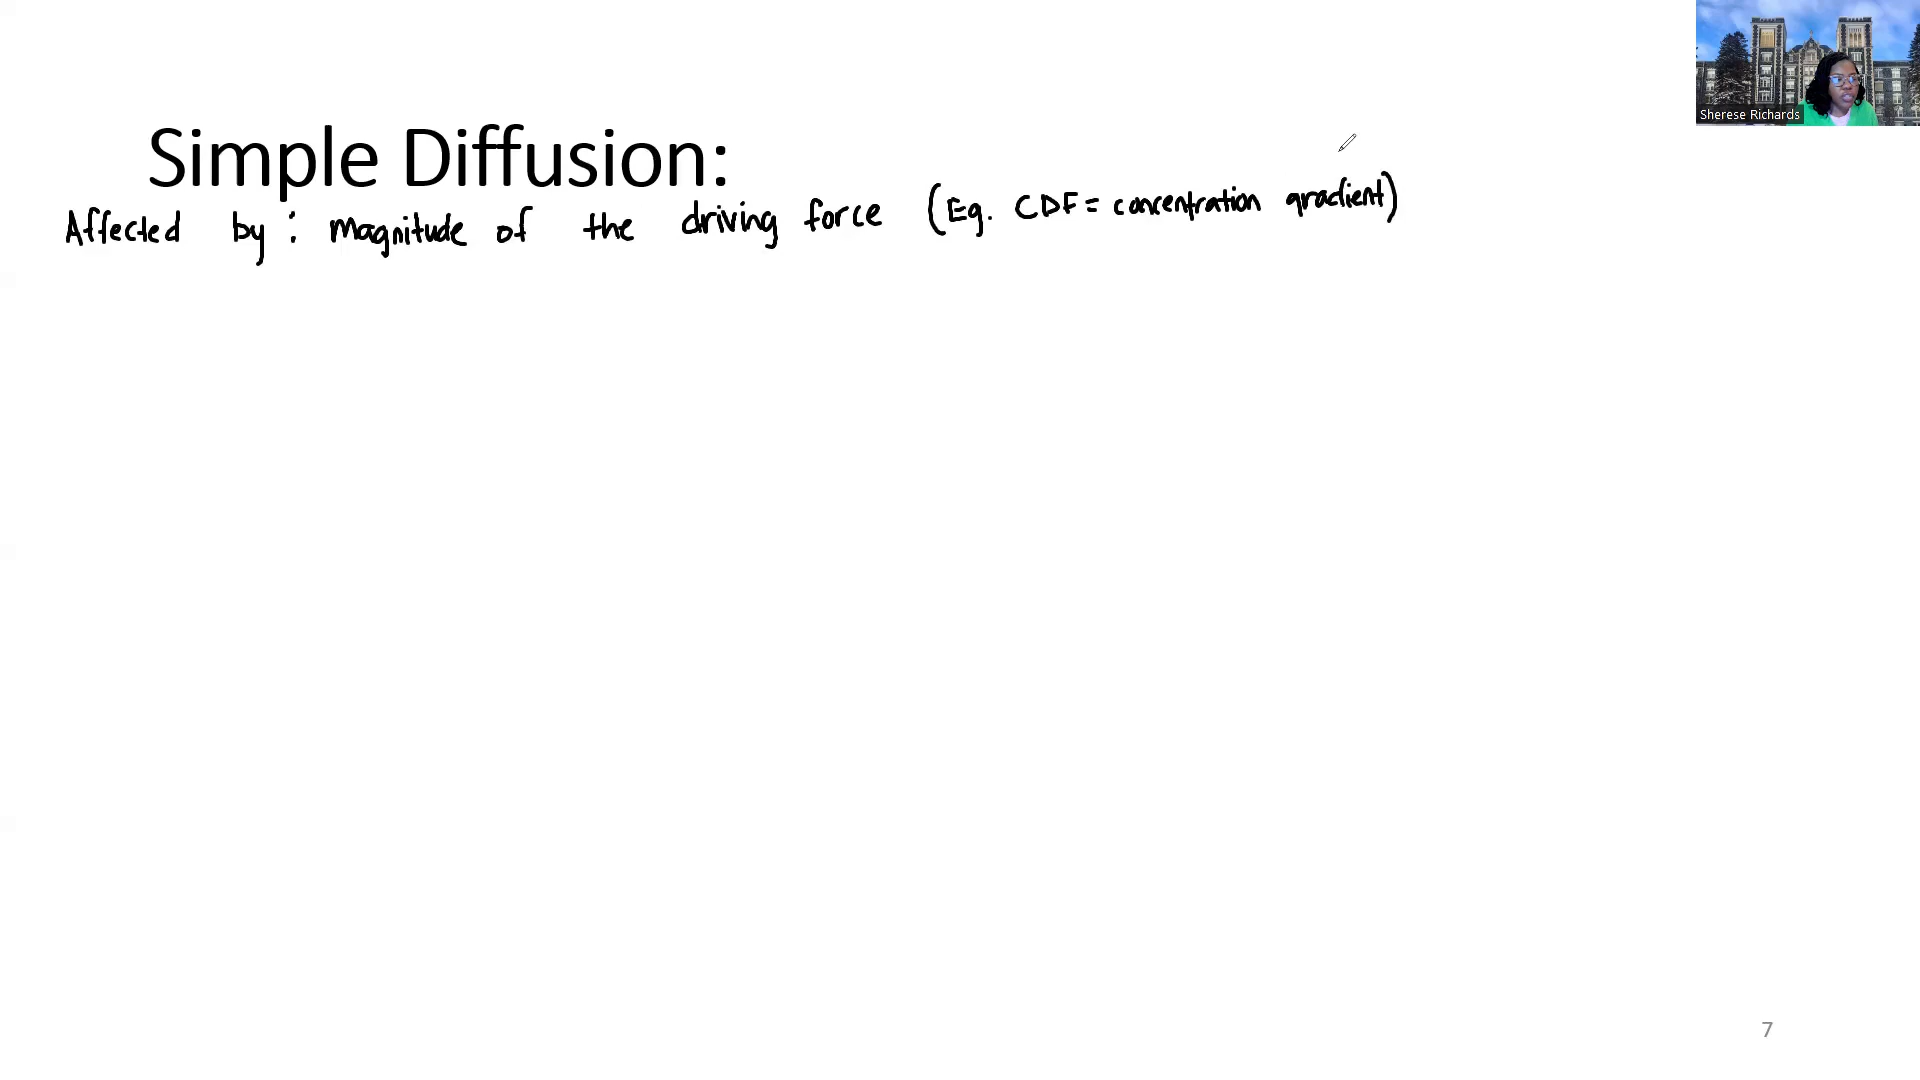 Sherese Richards
Simple Diffusion:
Affected by: Magnitude of the driving force (Eg. CDF = concentration gradient)
7